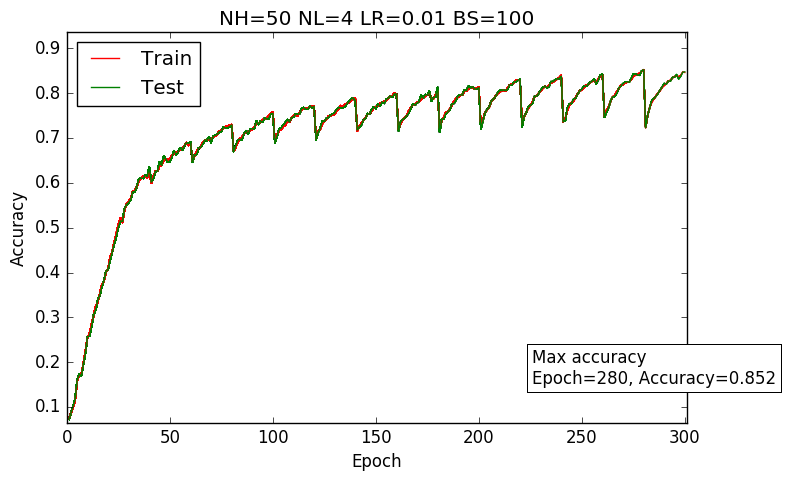 NH=50 NL=4 LR=0.01 BS=100
Train
Test
0.9
0.8
0.7
0.6
0.5
0.4
0.3
0.2
0.1
Accuracy
Max accuracy
Epoch=280, Accuracy=0.852
0 50 100 150 200 250 300
Epoch